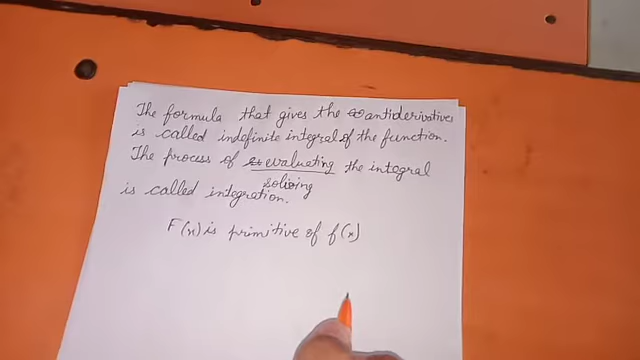 The formula that gives the antiderivatives
is called indefinite integral of the function.
The process of evaluating the integral
solving
is called integration.
F(x) is primitive of f(x)